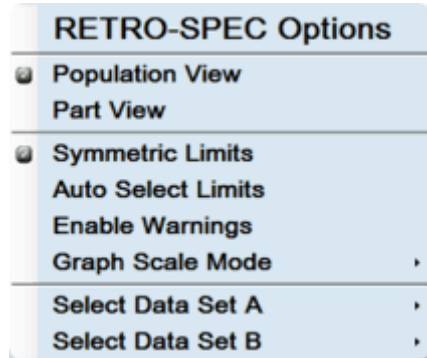 RETRO-SPEC Options
Population View
Part View
Symmetric Limits
Auto Select Limits
Enable Warnings
Graph Scale Mode
Select Data Set A
Select Data Set B